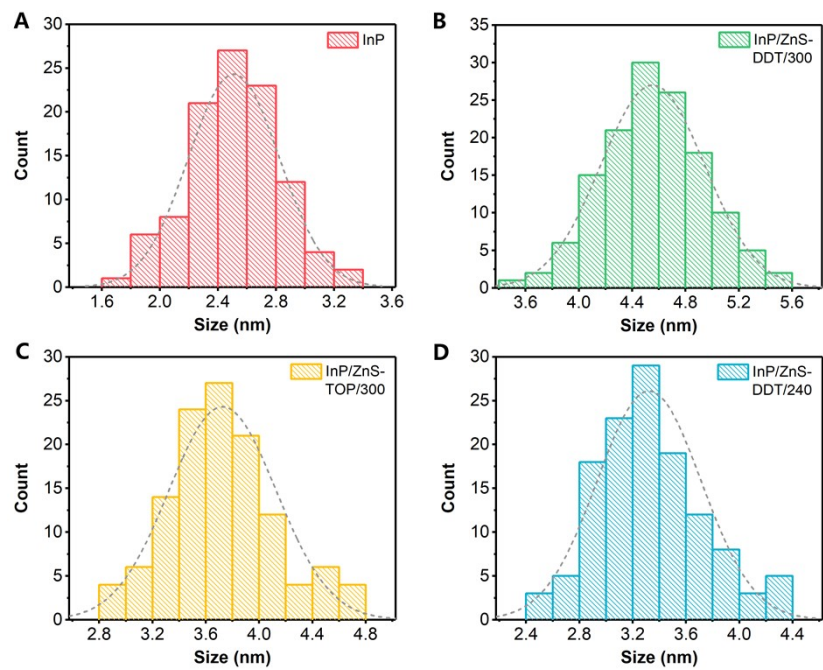 A
InP
30
25
20
15
10
5
0
Count
1.6 2.0 2.4 2.8 3.2 3.6
Size (nm)
B
InP/ZnS-
DDT/300
35
30
25
20
15
10
5
0
Count
3.6 4.0 4.4 4.8 5.2 5.6
Size (nm)
C
InP/ZnS-
TOP/300
30
25
20
15
10
5
0
Count
2.8 3.2 3.6 4.0 4.4 4.8
Size (nm)
D
InP/ZnS-
DDT/240
30
25
20
15
10
5
0
Count
2.4 2.8 3.2 3.6 4.0 4.4
Size (nm)